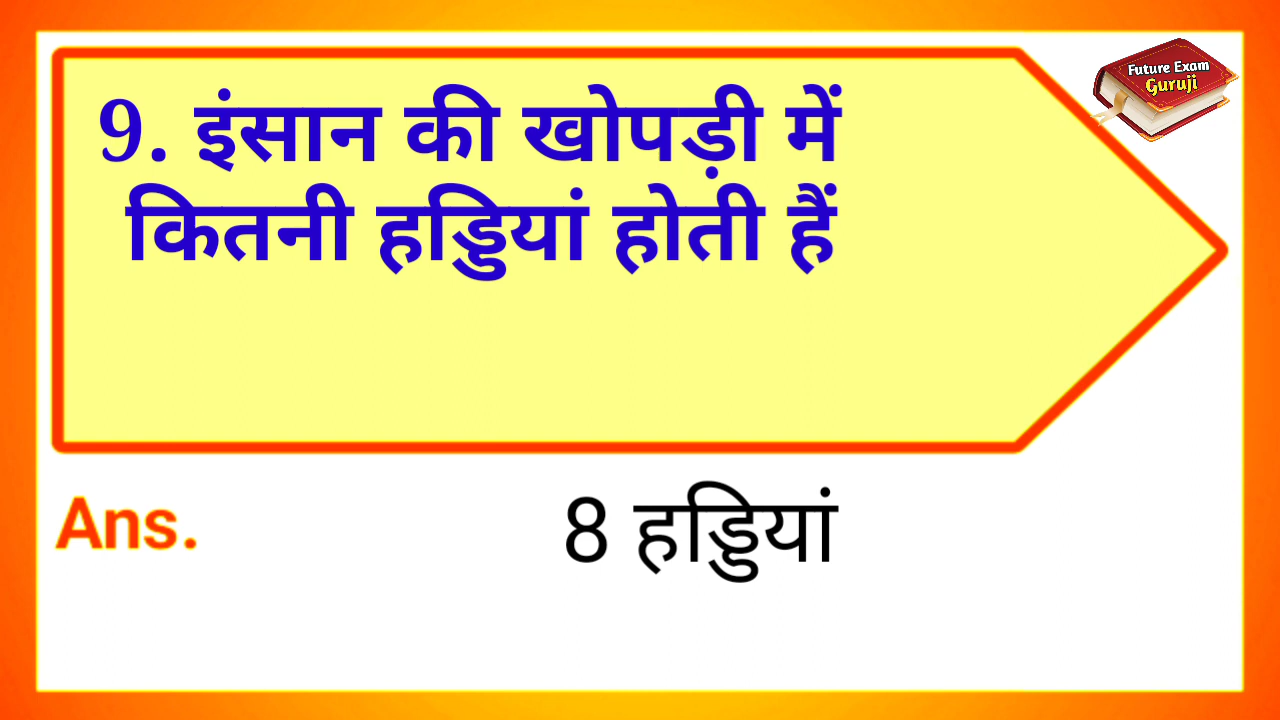 Future Exam
Guruji
9. इंसान की खोपड़ी में
कितनी हड्डियां होती हैं
Ans. 8 हड्डियां